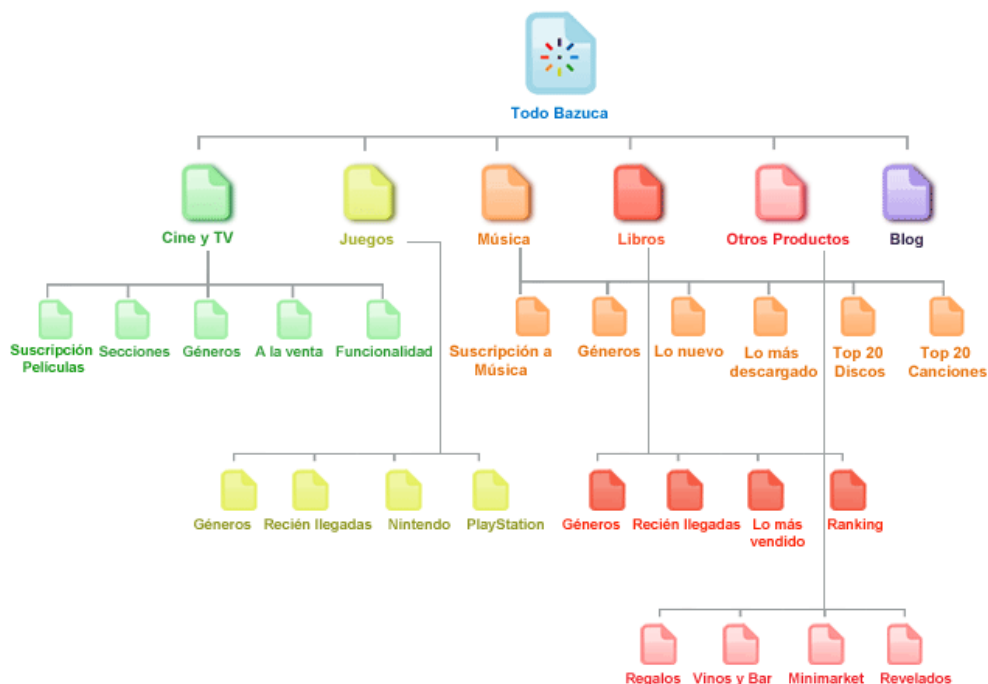 Todo Bazuca
Cine y TV
Juegos
Música
Libros
Otros Productos
Blog
Suscripción
Películas
Secciones
Géneros
A la venta
Funcionalidad
Suscripción a
Música
Géneros
Lo nuevo
Lo más
descargado
Top 20
Discos
Top 20
Canciones
Géneros
Recién llegadas
Nintendo
PlayStation
Géneros
Recién llegadas
Lo más
vendido
Ranking
Regalos
Vinos y Bar
Minimarket
Revelados